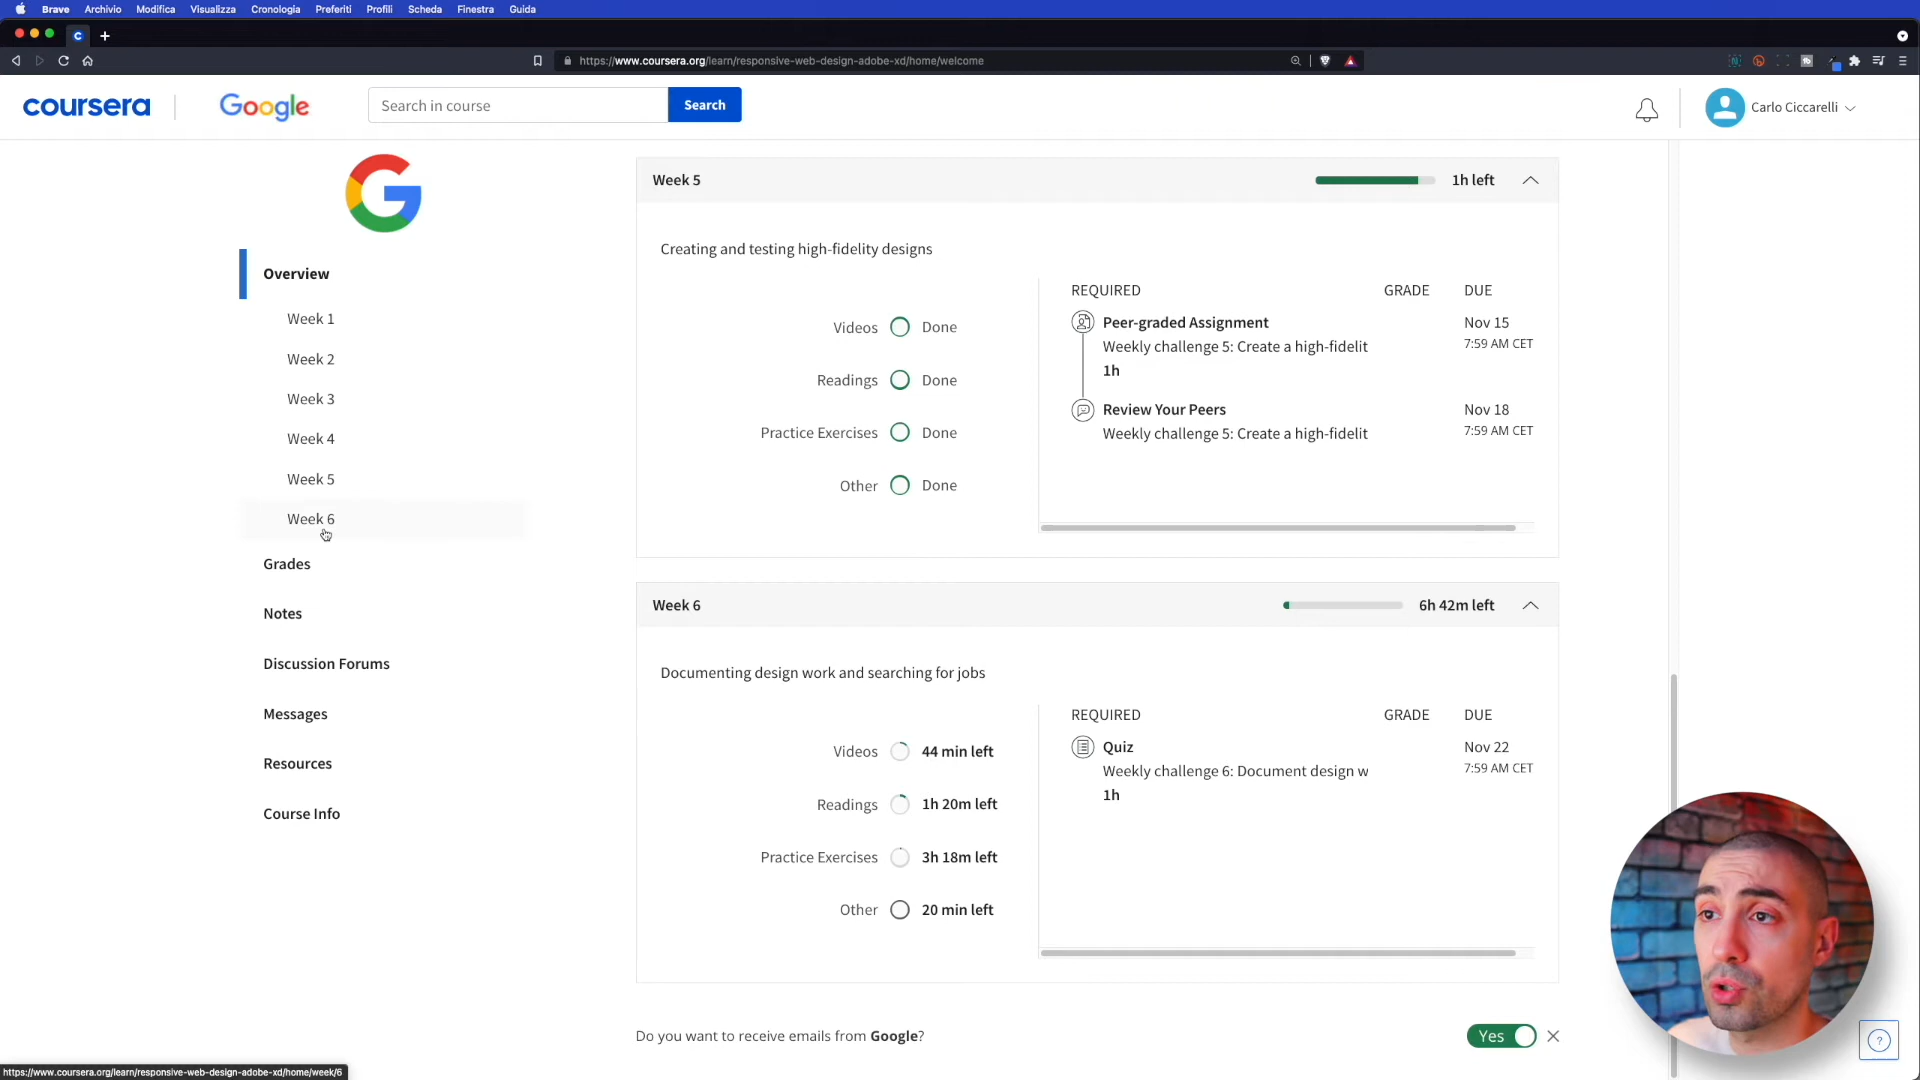 Brave Archivio Modifica Visualizza Cronologia Preferiti Profili Scheda Finestra Guida
https://www.coursera.org/learn/responsive-web-design-adobe-xd/home/welcome
coursera
Google
Search in course
Search
Carlo Ciccarelli
Overview
Week 1
Week 2
Week 3
Week 4
Week 5
Week 6
Grades
Notes
Discussion Forums
Messages
Resources
Course Info
Week 5
1h left
Creating and testing high-fidelity designs
Videos Done
Readings Done
Practice Exercises Done
Other Done
REQUIRED GRADE DUE
Peer-graded Assignment Nov 15
Weekly challenge 5: Create a high-fidelit 7:59 AM CET
1h
Review Your Peers Nov 18
Weekly challenge 5: Create a high-fidelit 7:59 AM CET
Week 6
6h 42m left
Documenting design work and searching for jobs
Videos 44 min left
Readings 1h 20m left
Practice Exercises 3h 18m left
Other 20 min left
REQUIRED GRADE DUE
Quiz Nov 22
Weekly challenge 6: Document design w 7:59 AM CET
1h
Do you want to receive emails from Google?
Yes
https://www.coursera.org/learn/responsive-web-design-adobe-xd/home/week/6